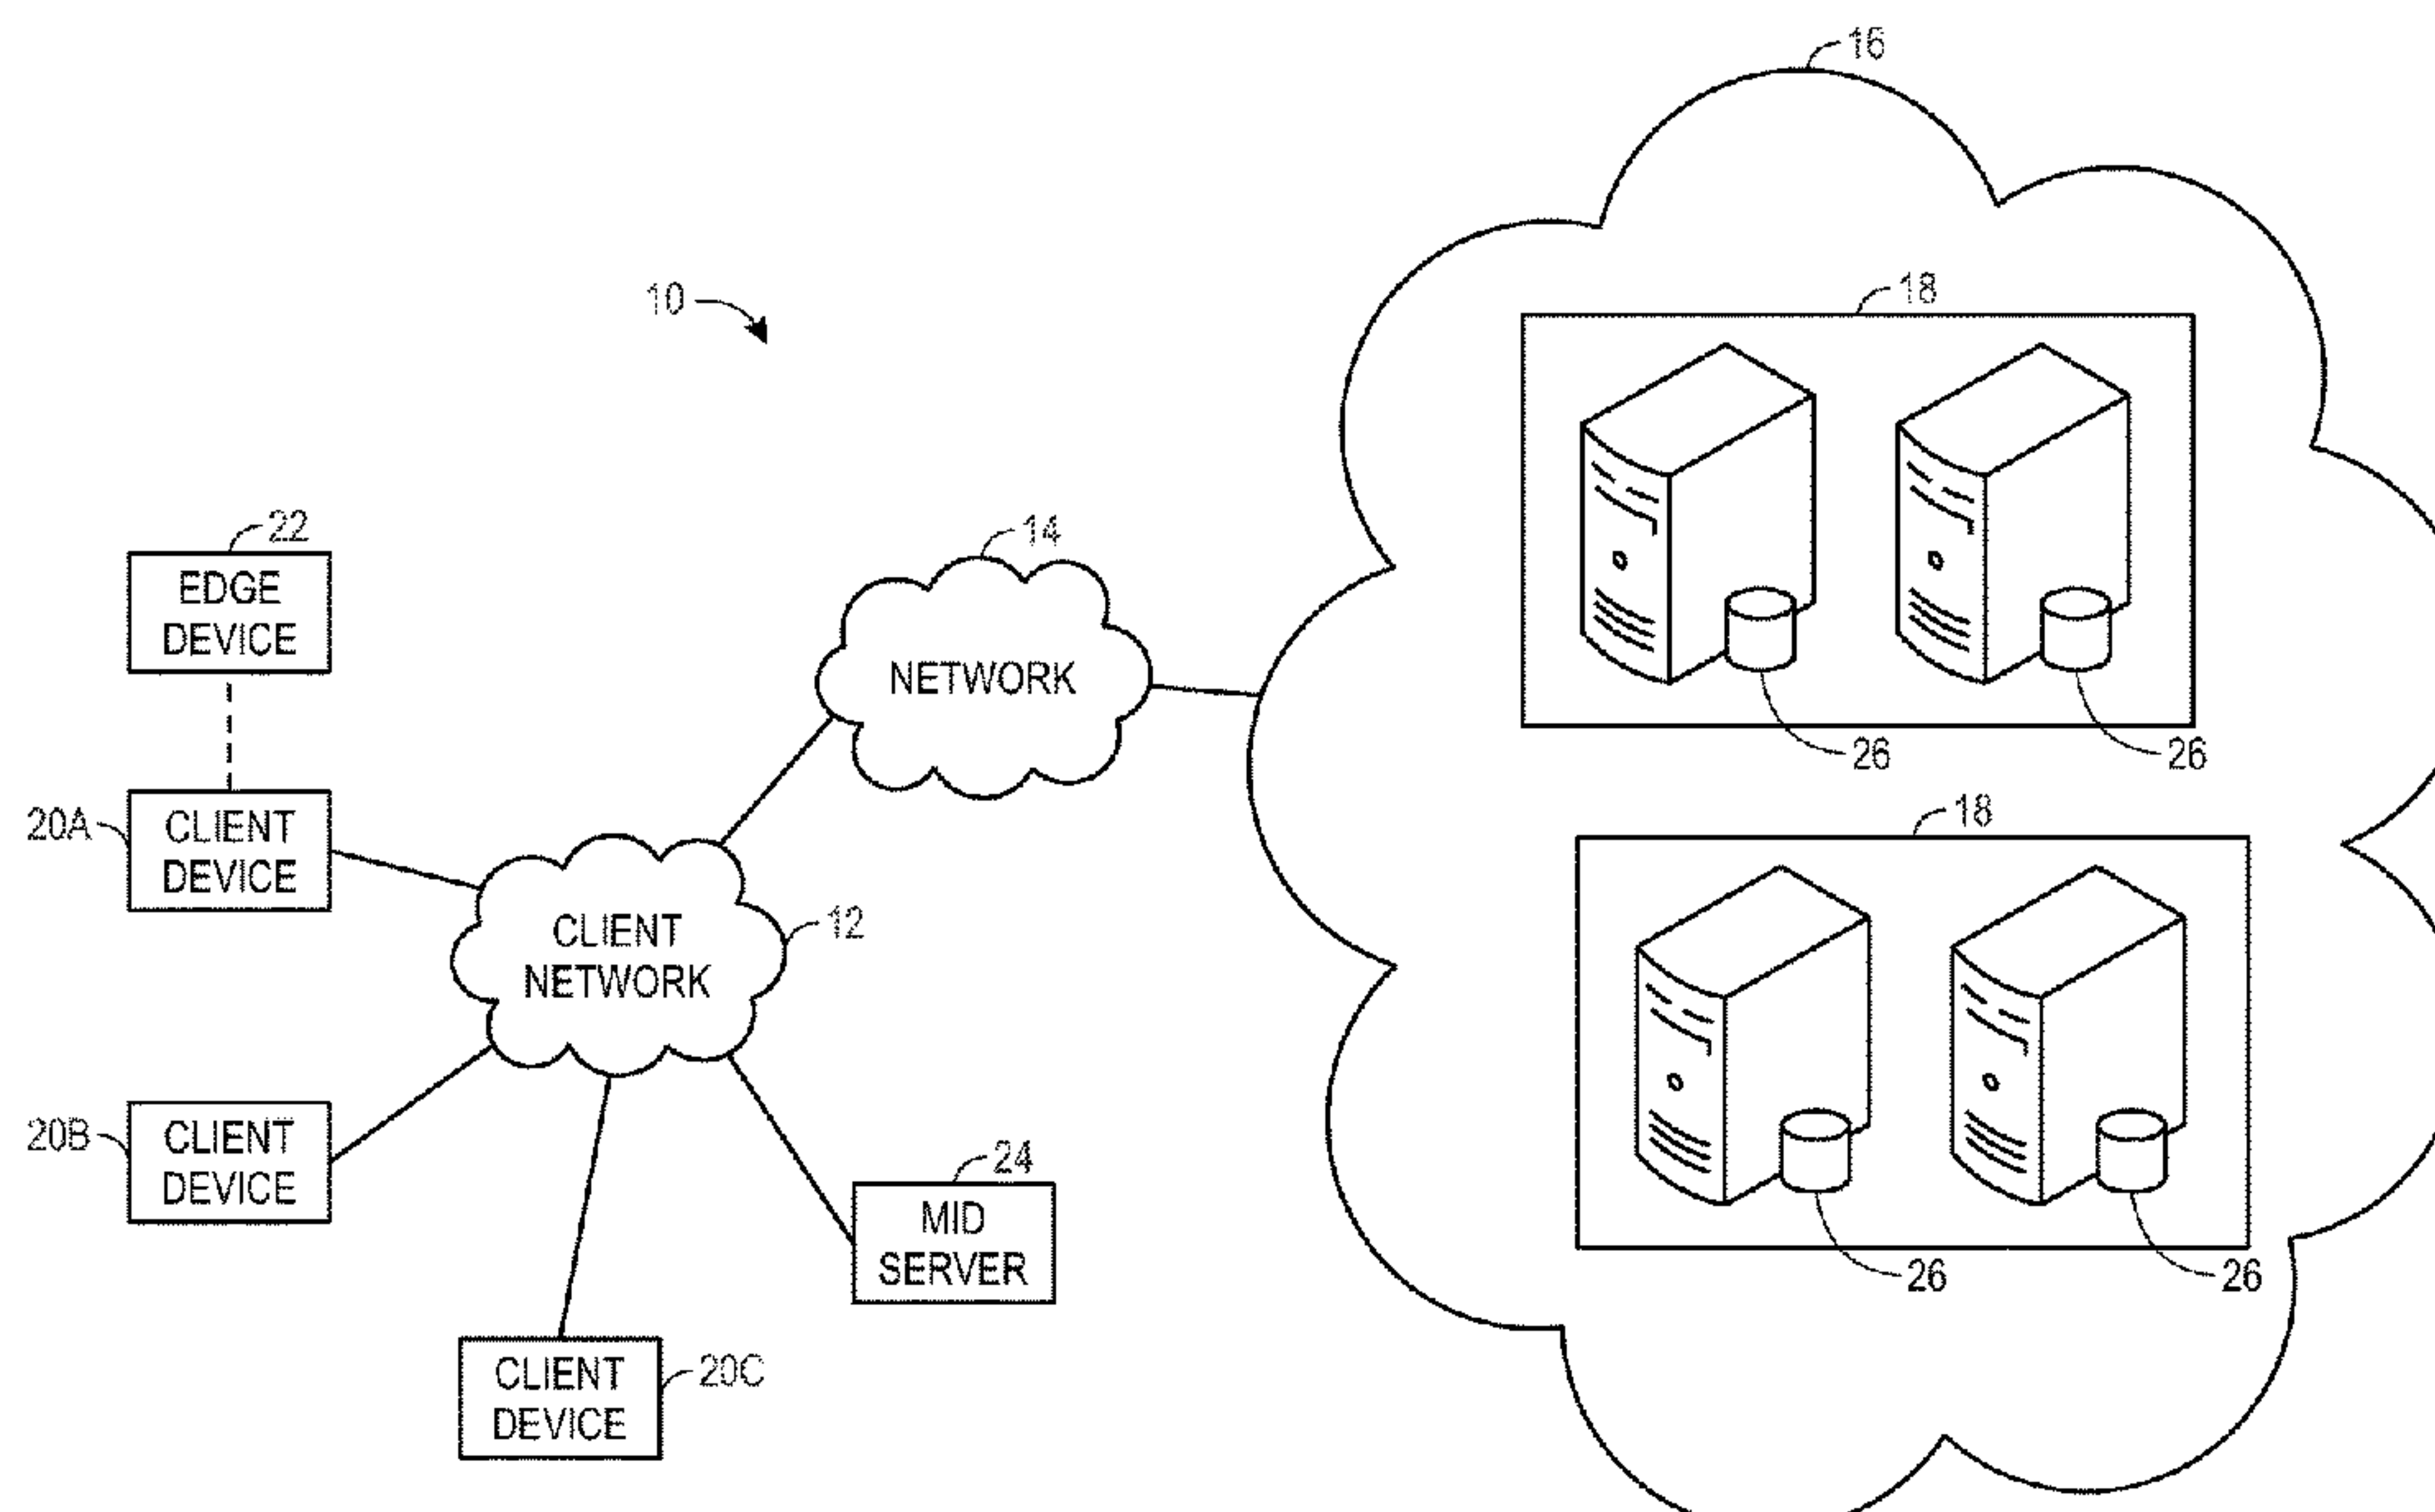 16
10
18
22
EDGE
DEVICE
14
NETWORK
26
26
20A
CLIENT
DEVICE
18
12
CLIENT
NETWORK
20B
CLIENT
DEVICE
24
MID
SERVER
26
26
20C
CLIENT
DEVICE